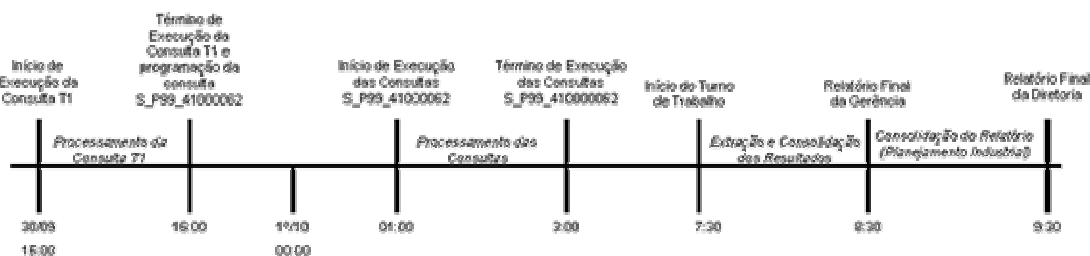 Início de
Execução da
Consulta T1
Término de
Execução da
Consulta T1 e
programação da
consulta
S_P99_41000062
Início de Execução
das Consultas
S_P99_41000062
Término de Execução
das Consultas
S_P99_410000062
Início do Turno
de Trabalho
Relatório Final
da Gerência
Relatório Final
da Diretoria
Processamento da
Consulta T1
Processamento das
Consultas
Extração e Consolidação
dos Resultados
Consolidação do Relatório
(Planejamento Industrial)
30/09
15:00
16:00
1º/10
00:00
01:00
3:00
7:30
8:30
9:30